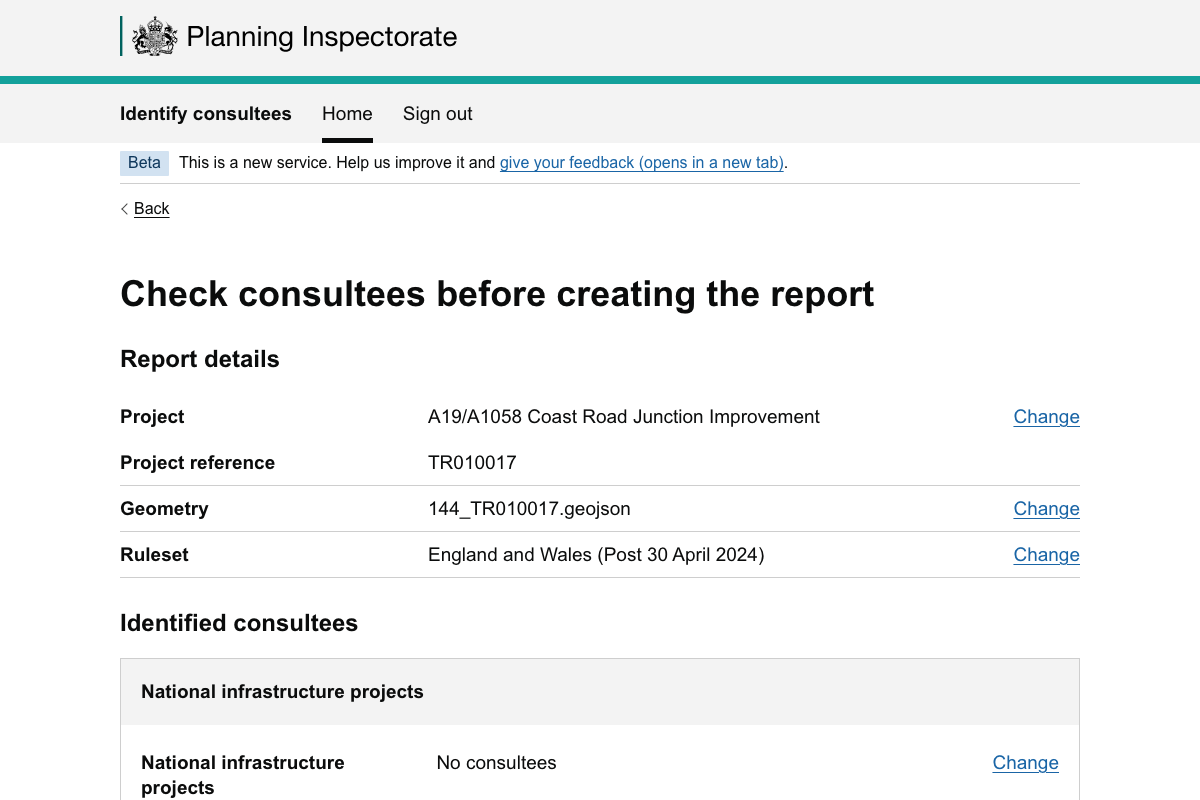 Planning Inspectorate
Identify consultees Home Sign out
Beta This is a new service. Help us improve it and give your feedback (opens in a new tab).
Back
Check consultees before creating the report
Report details
Project A19/A1058 Coast Road Junction Improvement Change
Project reference TR010017
Geometry 144_TR010017.geojson Change
Ruleset England and Wales (Post 30 April 2024) Change
Identified consultees
National infrastructure projects
National infrastructure No consultees Change
projects